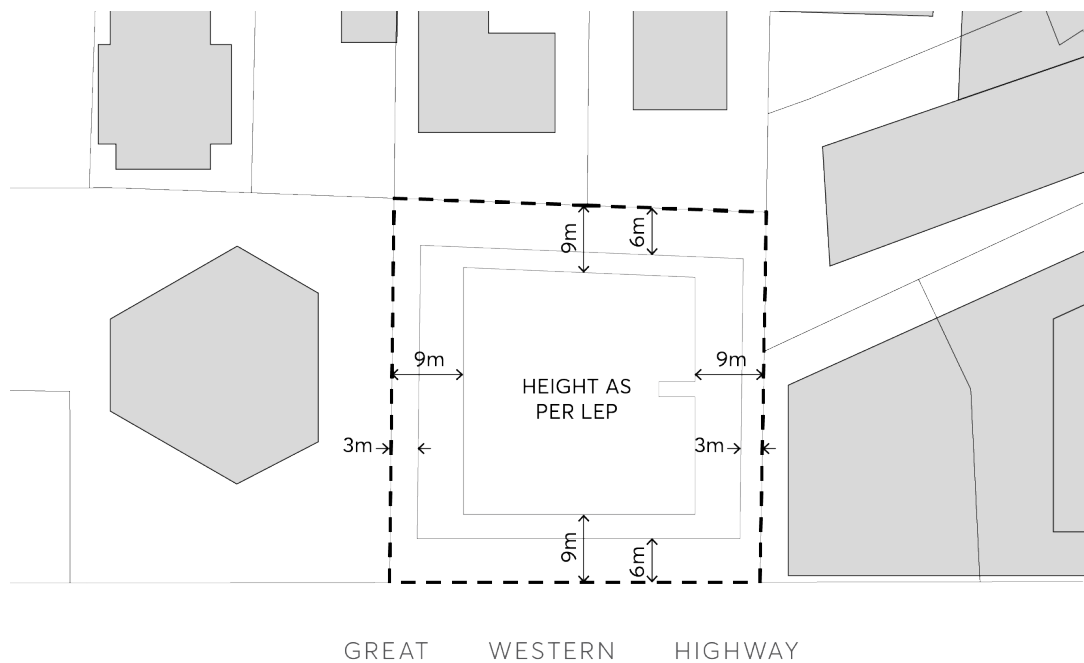 9m
6m
9m
9m
HEIGHT AS
PER LEP
3m
3m
9m
6m
GREAT WESTERN HIGHWAY